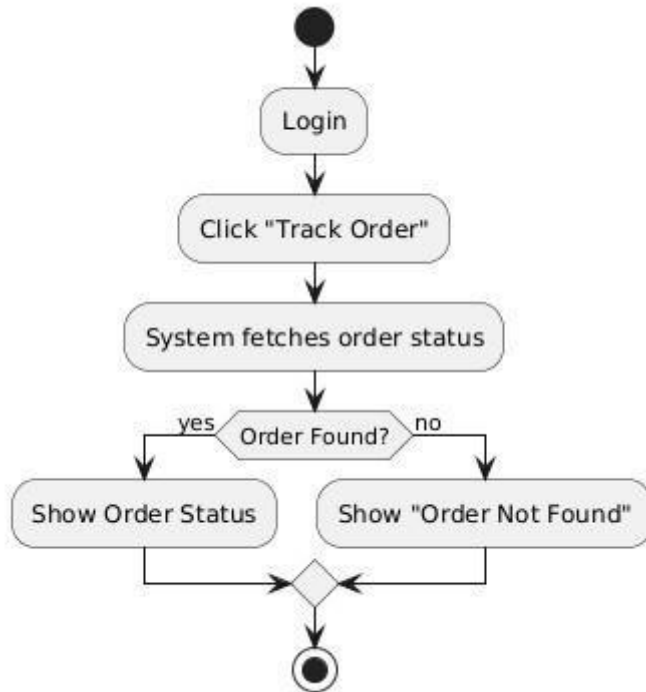 Login
Click "Track Order"
System fetches order status
yes
Order Found?
no
Show Order Status
Show "Order Not Found"